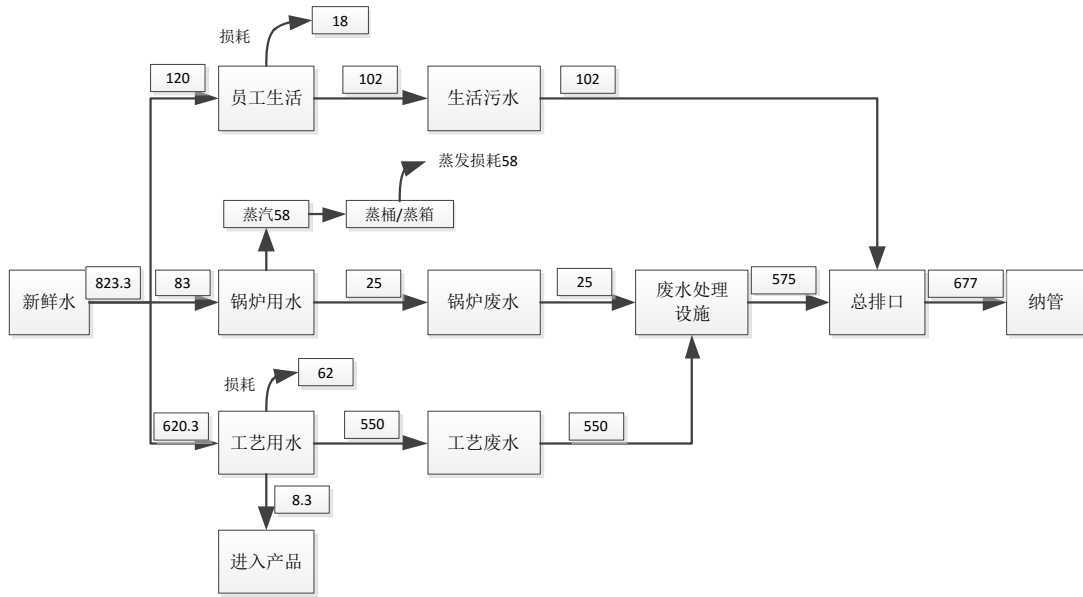 18
损耗
120
102
102
员工生活
生活污水
蒸发损耗58
蒸汽58
蒸桶/蒸箱
823.3
83
25
25
575
677
新鲜水
锅炉用水
锅炉废水
废水处理
设施
总排口
纳管
62
损耗
620.3
550
550
工艺用水
工艺废水
8.3
进入产品